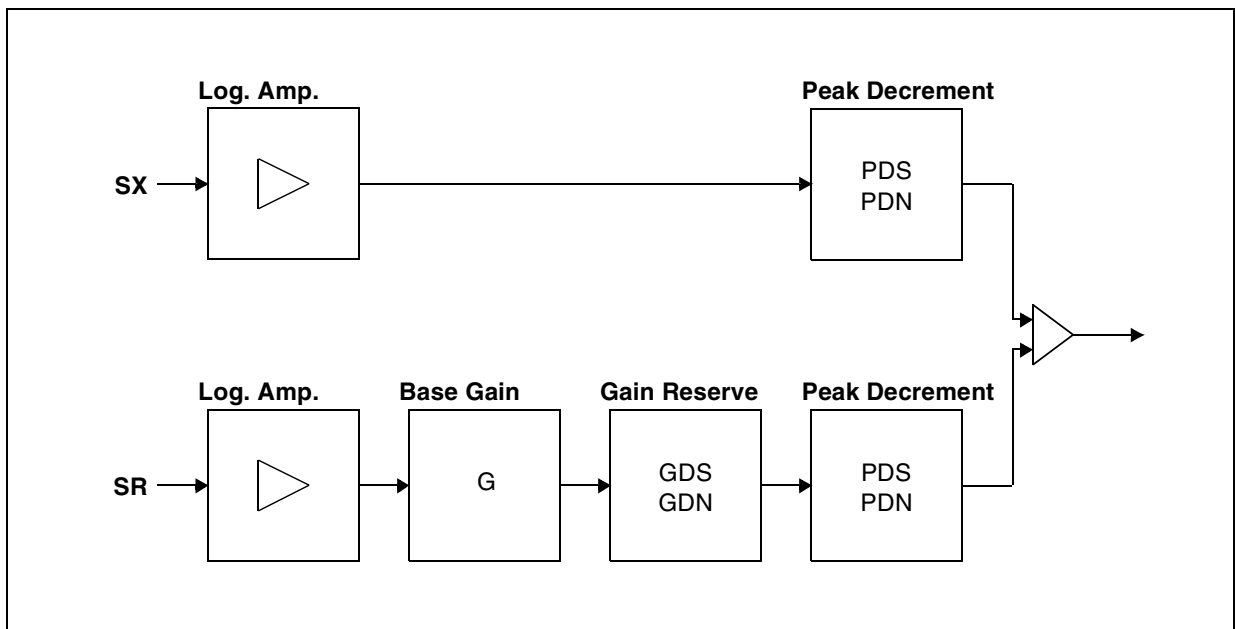 Log. Amp.
Peak Decrement
SX
PDS
PDN
Log. Amp.
Base Gain
Gain Reserve
Peak Decrement
SR
G
GDS
GDN
PDS
PDN